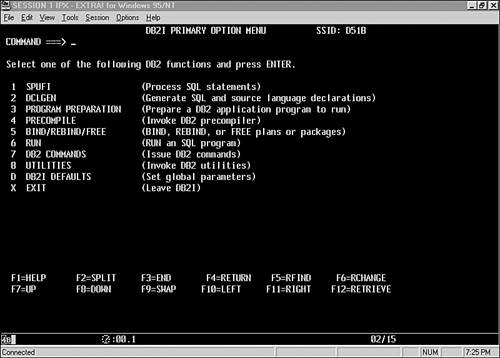 SESSION 1 IPX - EXTRA! for Windows 95/NT
File Edit View Tools Session Options Help
DB2I PRIMARY OPTION MENU SSID: D51B
COMMAND ===> _
Select one of the following DB2 functions and press ENTER.
1 SPUFI (Process SQL statements)
2 DCLGEN (Generate SQL and source language declarations)
3 PROGRAM PREPARATION (Prepare a DB2 application program to run)
4 PRECOMPILE (Invoke DB2 precompiler)
5 BIND/REBIND/FREE (BIND, REBIND, or FREE plans or packages)
6 RUN (RUN an SQL program)
7 DB2 COMMANDS (Issue DB2 commands)
8 UTILITIES (Invoke DB2 utilities)
D DB2I DEFAULTS (Set global parameters)
X EXIT (Leave DB2I)
F1=HELP F2=SPLIT F3=END F4=RETURN F5=RFIND F6=RCHANGE
F7=UP F8=DOWN F9=SWAP F10=LEFT F11=RIGHT F12=RETRIEVE
:00.1 02/15
Connected NUM 7:25 PM